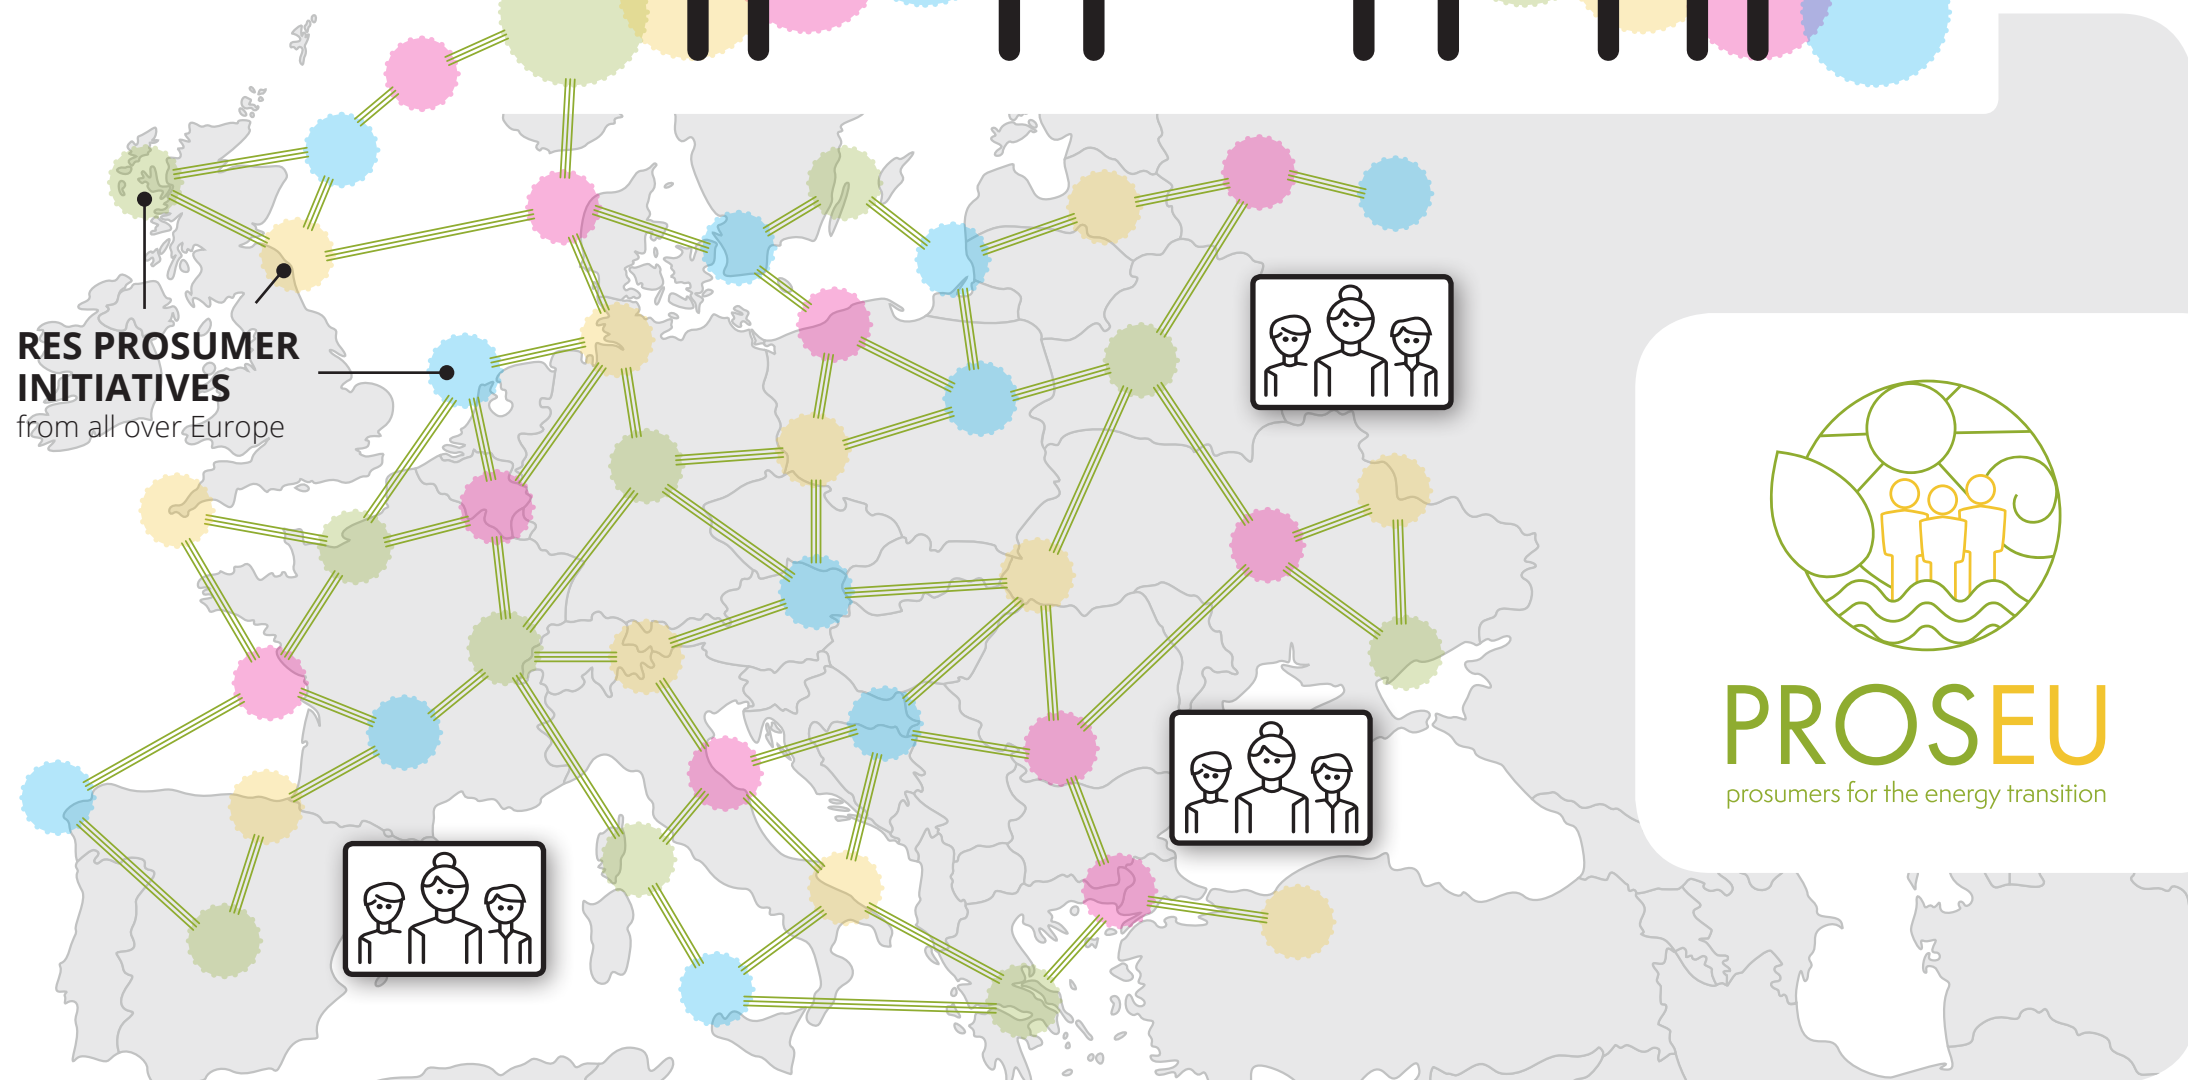 RES PROSUMER
INITIATIVES
from all over Europe
PROSEU
prosumers for the energy transition